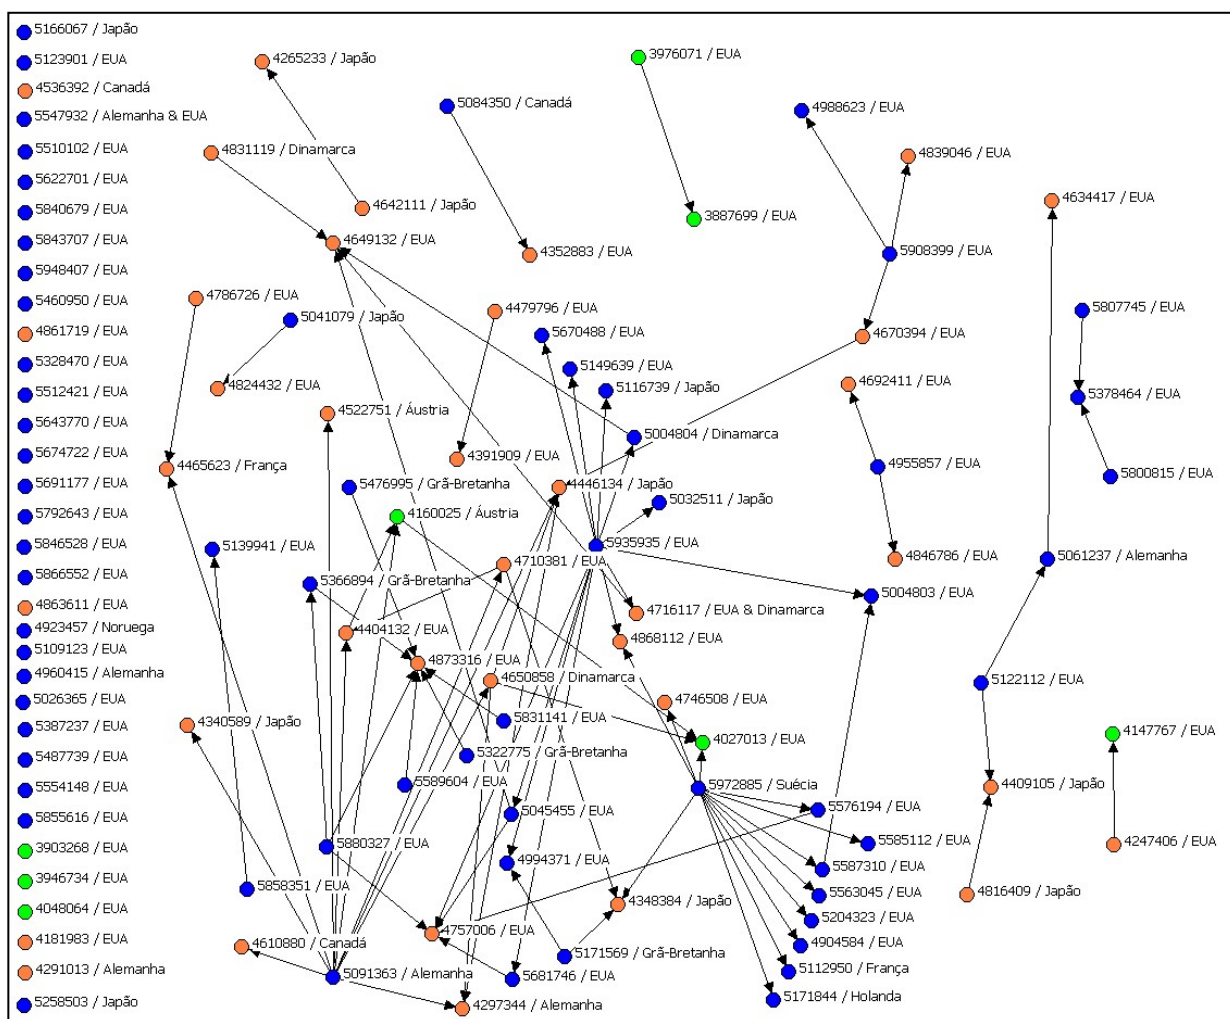 5166067 / Japão
5123901 / EUA
4536392 / Canadá
5547932 / Alemanha & EUA
5510102 / EUA
5622701 / EUA
5840679 / EUA
5843707 / EUA
5948407 / EUA
5460950 / EUA
4861719 / EUA
5328470 / EUA
5512421 / EUA
5643770 / EUA
5674722 / EUA
5691177 / EUA
5792643 / EUA
5846528 / EUA
5866552 / EUA
4863611 / EUA
4923457 / Noruega
5109123 / EUA
4960415 / Alemanha
5026365 / EUA
5387237 / EUA
5487739 / EUA
5554148 / EUA
5855616 / EUA
3903268 / EUA
3946734 / EUA
4048064 / EUA
4181983 / EUA
4291013 / Alemanha
5258503 / Japão
4265233 / Japão
3976071 / EUA
5084350 / Canadá
4988623 / EUA
4831119 / Dinamarca
4839046 / EUA
4642111 / Japão
4634417 / EUA
3887699 / EUA
4649132 / EUA
4352883 / EUA
5908399 / EUA
4786726 / EUA
4479796 / EUA
5807745 / EUA
5041079 / Japão
5670488 / EUA
4670394 / EUA
5149639 / EUA
4824432 / EUA
5116739 / Japão
4692411 / EUA
5378464 / EUA
4522751 / Áustria
5004804 / Dinamarca
4391909 / EUA
4465623 / França
4955857 / EUA
5800815 / EUA
5476995 / Grã-Bretanha
4446134 / Japão
5032511 / Japão
4160025 / Áustria
5139941 / EUA
5935935 / EUA
4710381 / EUA
4846786 / EUA
5061237 / Alemanha
5366894 / Grã-Bretanha
5004803 / EUA
4716117 / EUA & Dinamarca
4404132 / EUA
4868112 / EUA
4873316 / EUA
4650858 / Dinamarca
5122112 / EUA
4746508 / EUA
4340589 / Japão
5831141 / EUA
4147767 / EUA
4027013 / EUA
5322775 / Grã-Bretanha
5589604 / EUA
5972885 / Suécia
4409105 / Japão
5045455 / EUA
5576194 / EUA
5880327 / EUA
5585112 / EUA
4247406 / EUA
4994371 / EUA
5587310 / EUA
5858351 / EUA
5563045 / EUA
4816409 / Japão
4348384 / Japão
5204323 / EUA
4757006 / EUA
4610880 / Canadá
4904584 / EUA
5171569 / Grã-Bretanha
5112950 / França
5091363 / Alemanha
5681746 / EUA
5171844 / Holanda
4297344 / Alemanha